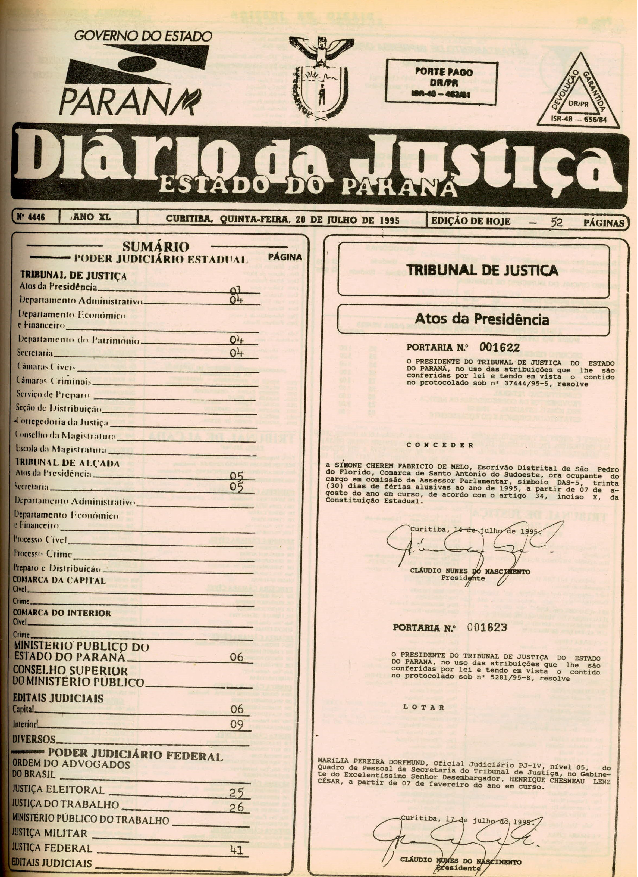 GOVERNO DO ESTADO
PARANÁ
PORTE PAGO
DR/PR
ISR-48 — 463/84
DEVOLUÇÃO
GARANTIDA
DR/PR
ISR-48 — 656/84
Diário da Justiça
ESTADO DO PARANÁ
Nº 4446
ANO XL
CURITIBA, QUINTA-FEIRA, 20 DE JULHO DE 1995
EDIÇÃO DE HOJE — 52 PÁGINAS
SUMÁRIO
PODER JUDICIÁRIO ESTADUAL PÁGINA
TRIBUNAL DE JUSTIÇA
Atos da Presidência 01
Departamento Administrativo 04
Departamento Econômico
e Financeiro
Departamento do Patrimônio 04
Secretaria 04
Câmaras Cíveis
Câmaras Criminais
Serviço de Preparo
Seção de Distribuição
Corregedoria da Justiça
Conselho da Magistratura
Escola da Magistratura
TRIBUNAL DE ALÇADA
Atos da Presidência 05
Secretaria 05
Departamento Administrativo
Departamento Econômico
e Financeiro
Processo Cível
Processo Crime
Preparo e Distribuição
COMARCA DA CAPITAL
Cível
Crime
COMARCA DO INTERIOR
Cível
Crime
MINISTÉRIO PÚBLICO DO
ESTADO DO PARANÁ 06
CONSELHO SUPERIOR
DO MINISTÉRIO PÚBLICO
EDITAIS JUDICIAIS
Capital 06
Interior 09
DIVERSOS
PODER JUDICIÁRIO FEDERAL
ORDEM DO ADVOGADOS
DO BRASIL
JUSTIÇA ELEITORAL 25
JUSTIÇA DO TRABALHO 26
MINISTÉRIO PÚBLICO DO TRABALHO
JUSTIÇA MILITAR
JUSTIÇA FEDERAL 41
EDITAIS JUDICIAIS
TRIBUNAL DE JUSTIÇA
Atos da Presidência
PORTARIA N.º 001622
O PRESIDENTE DO TRIBUNAL DE JUSTIÇA DO ESTADO
DO PARANÁ, no uso das atribuições que lhe são
conferidas por lei e tendo em vista o contido
no protocolado sob nº 37644/95-5, resolve
C O N C E D E R
a SIMONE CHEREM FABRICIO DE MELO, Escrivão Distrital de São Pedro
do Florido, Comarca de Santo Antonio do Sudoeste, ora ocupante do
cargo em comissão de Assessor Parlamentar, símbolo DAS-5, trinta
(30) dias de férias alusivas ao ano de 1995, a partir de 07 de a-
gosto do ano em curso, de acordo com o artigo 34, inciso X, da
Constituição Estadual.
Curitiba, 14 de julho de 1995.
CLÁUDIO NUNES DO NASCIMENTO
Presidente
PORTARIA N.º 001623
O PRESIDENTE DO TRIBUNAL DE JUSTIÇA DO ESTADO
DO PARANÁ, no uso das atribuições que lhe são
conferidas por lei e tendo em vista o contido
no protocolado sob nº 5281/95-8, resolve
L O T A R
MARILIA PEREIRA DORFMUND, Oficial Judiciário PJ-IV, nível 05, do
Quadro de Pessoal de Secretaria do Tribunal de Justiça, no Gabine-
te do Excelentíssimo Senhor Desembargador, HENRIQUE CHESNEAU LENZ
CÉSAR, a partir de 07 de fevereiro do ano em curso.
Curitiba, 17 de julho de 1995.
CLÁUDIO NUNES DO NASCIMENTO
Presidente